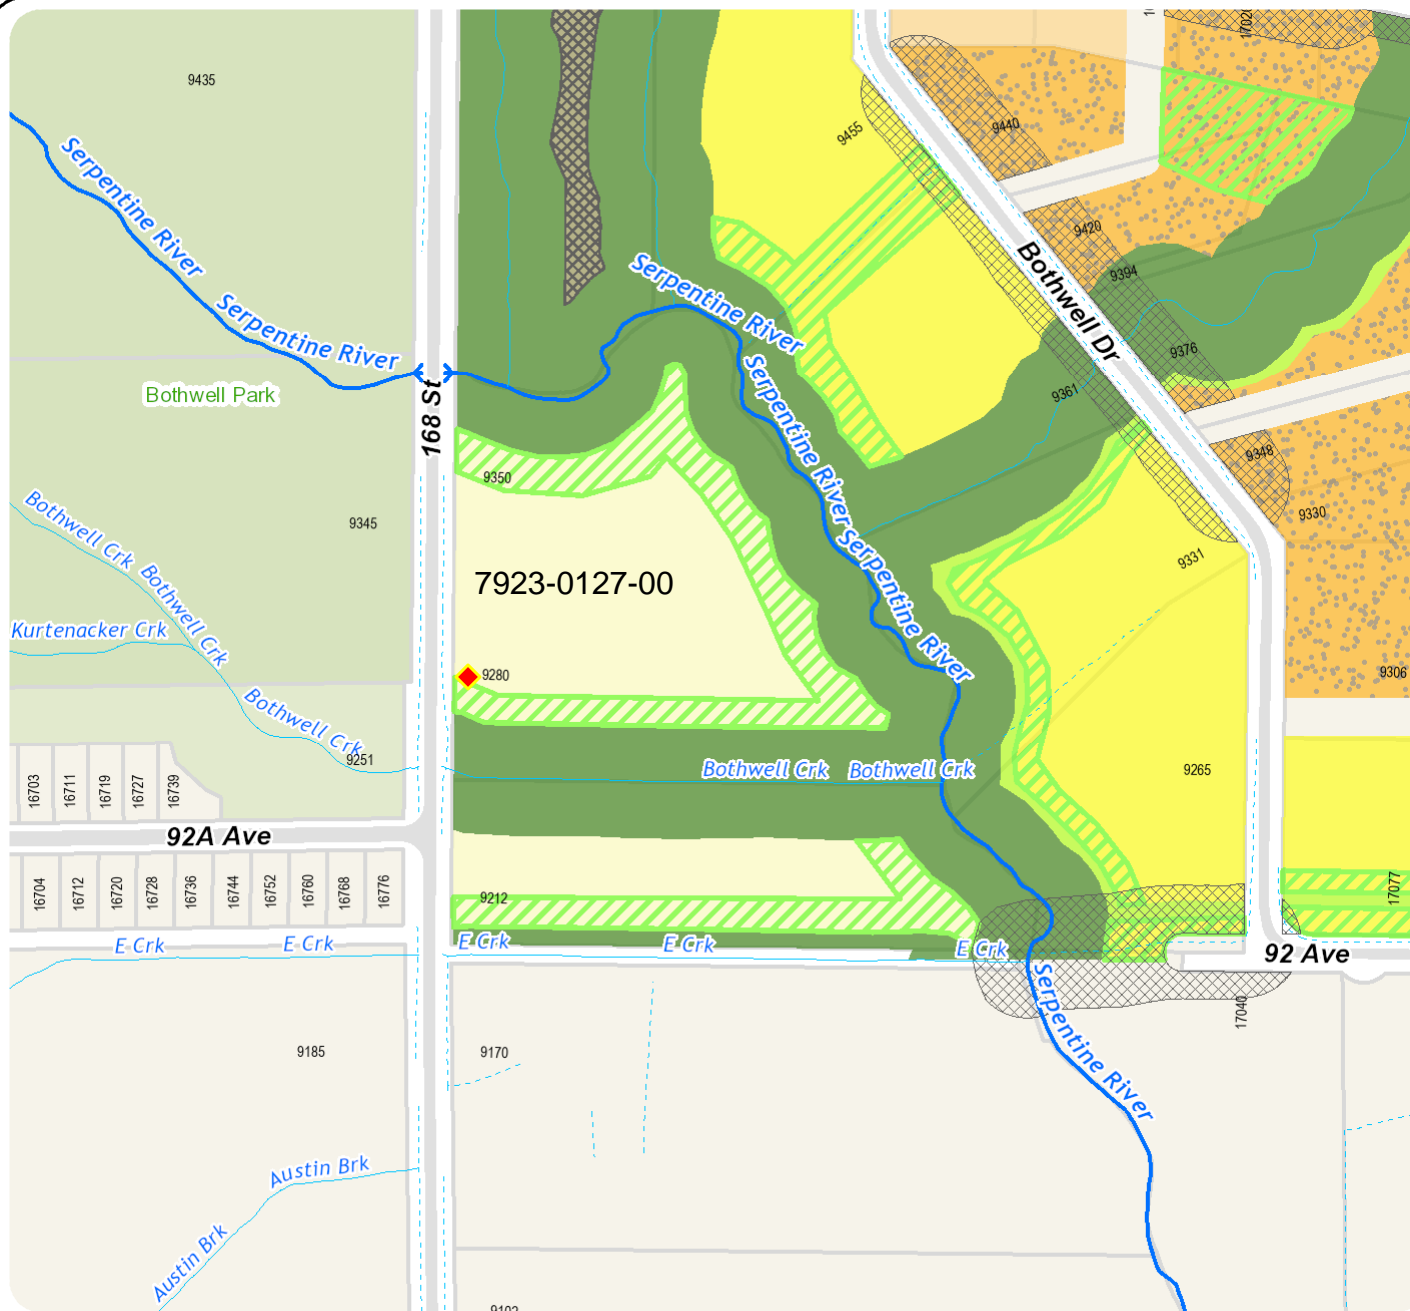 9435
17026
9455
9440
Serpentine River
9420
9394
Bothwell Dr
Serpentine River
Serpentine River
9376
9361
168 St
Bothwell Park
Serpentine River
9348
9350
9330
9345
Bothwell Crk
Bothwell Crk
Serpentine River
9331
7923-0127-00
Kurtenacker Crk
9280
9306
Bothwell Crk
9251
Bothwell Crk
Bothwell Crk
9265
16703
16711
16719
16727
16739
92A Ave
16704
16712
16720
16728
16736
16744
16752
16760
16768
16776
9212
17077
E Crk
E Crk
E Crk
E Crk
E Crk
92 Ave
Serpentine River
17040
9185
9170
Austin Brk
Austin Brk